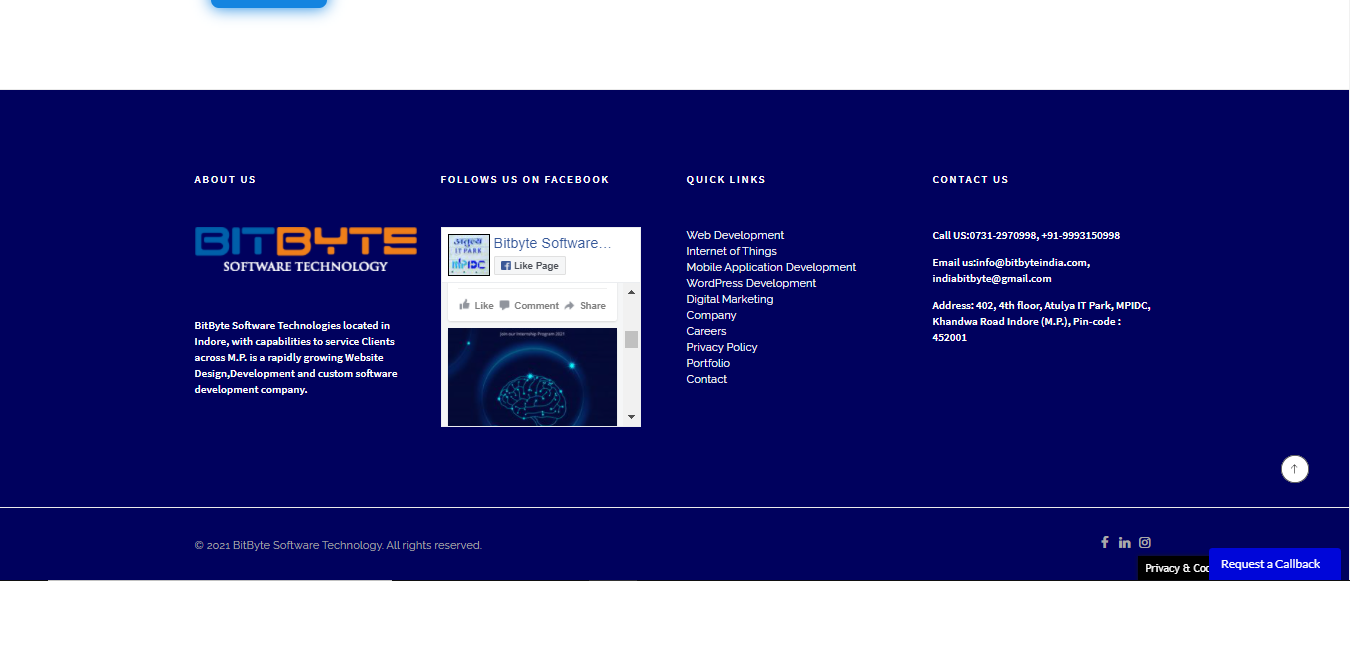 ABOUT US
BITBYTE
SOFTWARE TECHNOLOGY
BitByte Software Technologies located in
Indore, with capabilities to service Clients
across M.P. is a rapidly growing Website
Design,Development and custom software
development company.
FOLLOWS US ON FACEBOOK
अतुल्य
IT PARK
MPIDC
Bitbyte Software...
Like Page
Like Comment Share
Join our Internship Program 2021
QUICK LINKS
Web Development
Internet of Things
Mobile Application Development
WordPress Development
Digital Marketing
Company
Careers
Privacy Policy
Portfolio
Contact
CONTACT US
Call US:0731-2970998, +91-9993150998
Email us:info@bitbyteindia.com,
indiabitbyte@gmail.com
Address: 402, 4th floor, Atulya IT Park, MPIDC,
Khandwa Road Indore (M.P.), Pin-code :
452001
© 2021 BitByte Software Technology. All rights reserved.
Privacy & Coo
Request a Callback